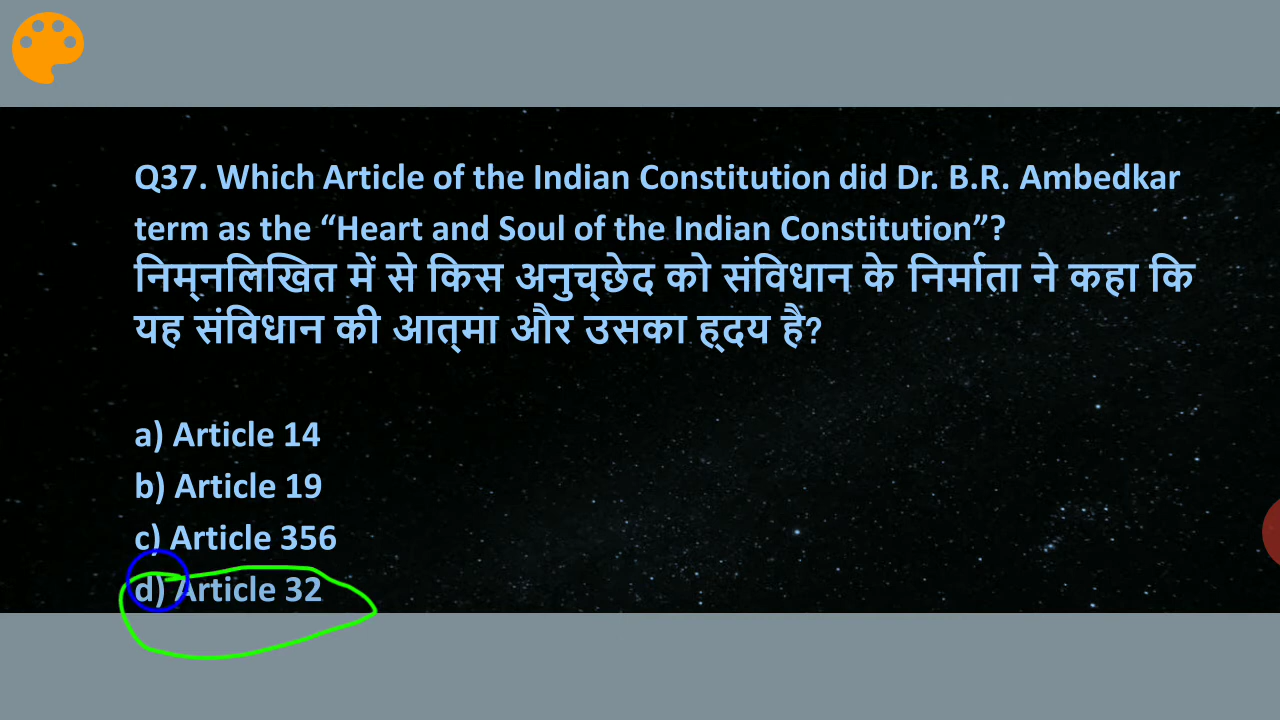 Q37. Which Article of the Indian Constitution did Dr. B.R. Ambedkar
term as the “Heart and Soul of the Indian Constitution”?
निम्नलिखित में से किस अनुच्छेद को संविधान के निर्माता ने कहा कि
यह संविधान की आत्मा और उसका ह्दय हैं?
a) Article 14
b) Article 19
c) Article 356
d) Article 32